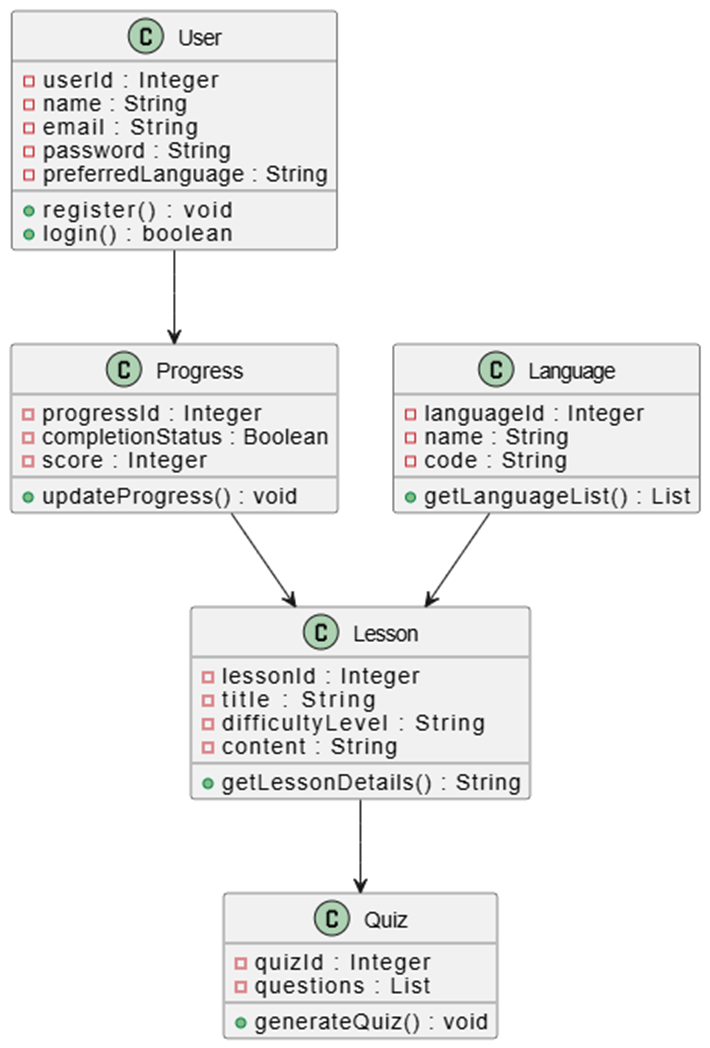 C User
userId : Integer
name : String
email : String
password : String
preferredLanguage : String
register() : void
login() : boolean
C Progress
progressId : Integer
completionStatus : Boolean
score : Integer
updateProgress() : void
C Language
languageId : Integer
name : String
code : String
getLanguageList() : List
C Lesson
lessonId : Integer
title : String
difficultyLevel : String
content : String
getLessonDetails() : String
C Quiz
quizId : Integer
questions : List
generateQuiz() : void